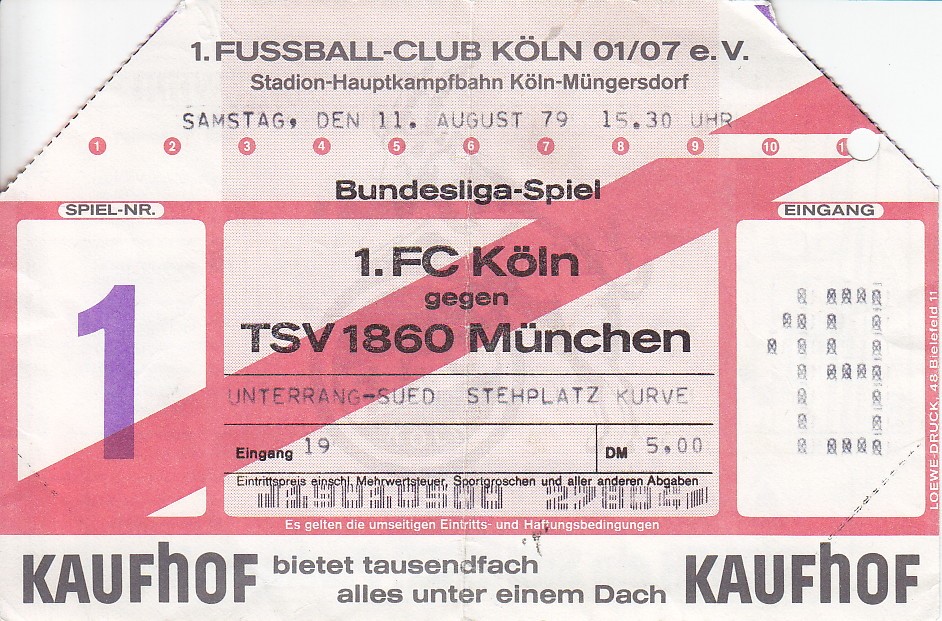 1. FUSSBALL-CLUB KÖLN 01/07 e. V.
Stadion-Hauptkampfbahn Köln-Müngersdorf
SAMSTAG, DEN 11. AUGUST 79 15.30 UHR
1 2 3 4 5 6 7 8 9 10
Bundesliga-Spiel
SPIEL-NR.
1
1. FC Köln
gegen
TSV 1860 München
UNTERRANG-SUED STEHPLATZ KURVE
Eingang 19
DM 5.00
Eintrittspreis einschl. Mehrwertsteuer, Sportgroschen und aller anderen Abgaben
Es gelten die umseitigen Eintritts- und Haftungsbedingungen
EINGANG
19
LOEWE-DRUCK, 48 Bielefeld 11
KAUFhOF bietet tausendfach
alles unter einem Dach KAUFhOF